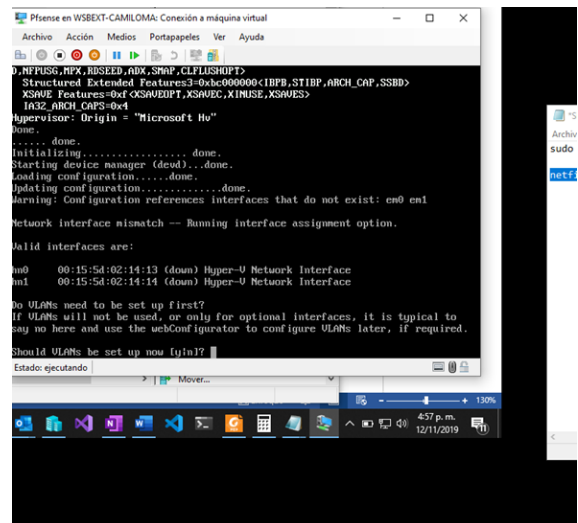 Pfsense en WSBEXT-CAMILOMA: Conexión a máquina virtual
Archivo Acción Medios Portapapeles Ver Ayuda
D,NFPUSG,MPX,RDSEED,ADX,SMAP,CLFLUSHOPT>
Structured Extended Features3=0xbc000000<IBPB,STIBP,ARCH_CAP,SSBD>
XSAVE Features=0xf<XSAVEOPT,XSAVEC,XINUSE,XSAVES>
IA32_ARCH_CAPS=0x4
Hypervisor: Origin = "Microsoft Hv"
Done.
...... done.
Initializing.................. done.
Starting device manager (devd)...done.
Loading configuration......done.
Updating configuration..............done.
Warning: Configuration references interfaces that do not exist: em0 em1
Network interface mismatch -- Running interface assignment option.
Valid interfaces are:
hn0 00:15:5d:02:14:13 (down) Hyper-V Network Interface
hn1 00:15:5d:02:14:14 (down) Hyper-V Network Interface
Do VLANs need to be set up first?
If VLANs will not be used, or only for optional interfaces, it is typical to
say no here and use the webConfigurator to configure VLANs later, if required.
Should VLANs be set up now [y|n]?
Estado: ejecutando
Mover...
130%
4:57 p. m.
12/11/2019
Archiv
sudo
netfi